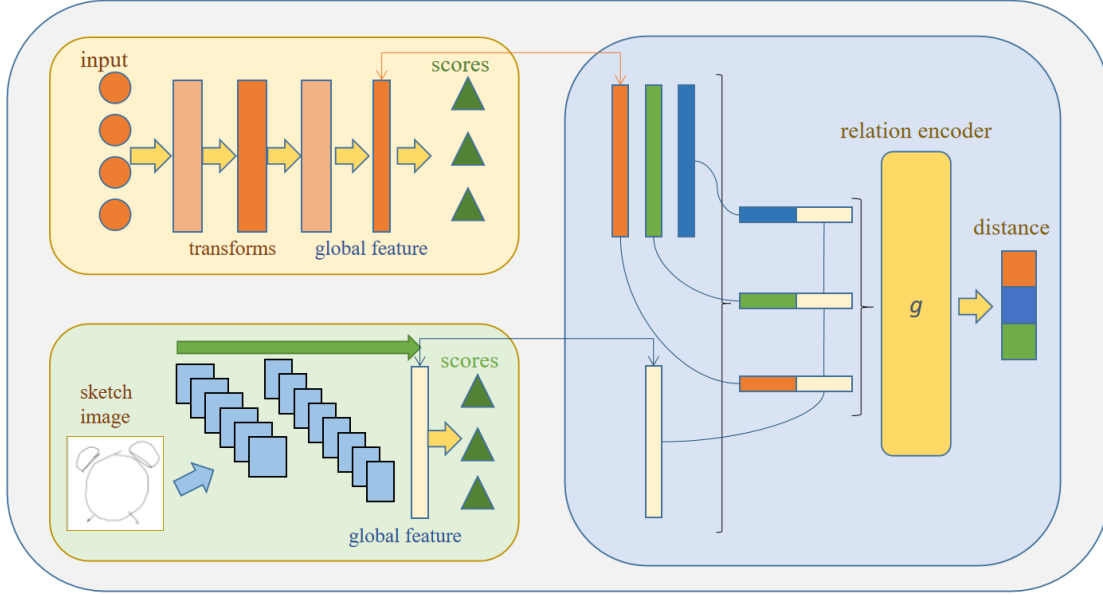 input
scores
transforms
global feature
sketch
image
scores
global feature
relation encoder
g
distance